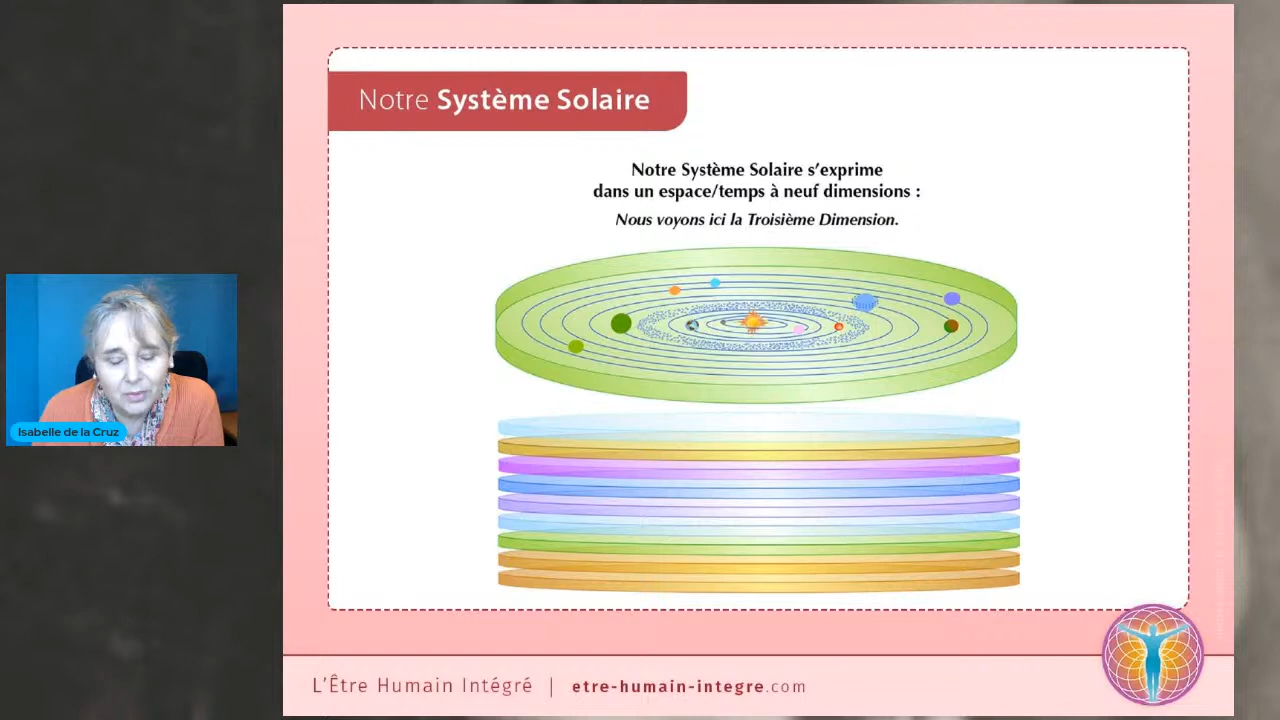 Notre Système Solaire
Notre Système Solaire s’exprime
dans un espace/temps à neuf dimensions :
Nous voyons ici la Troisième Dimension.
Isabelle de la Cruz
L’Être Humain Intégré | etre-humain-integre.com